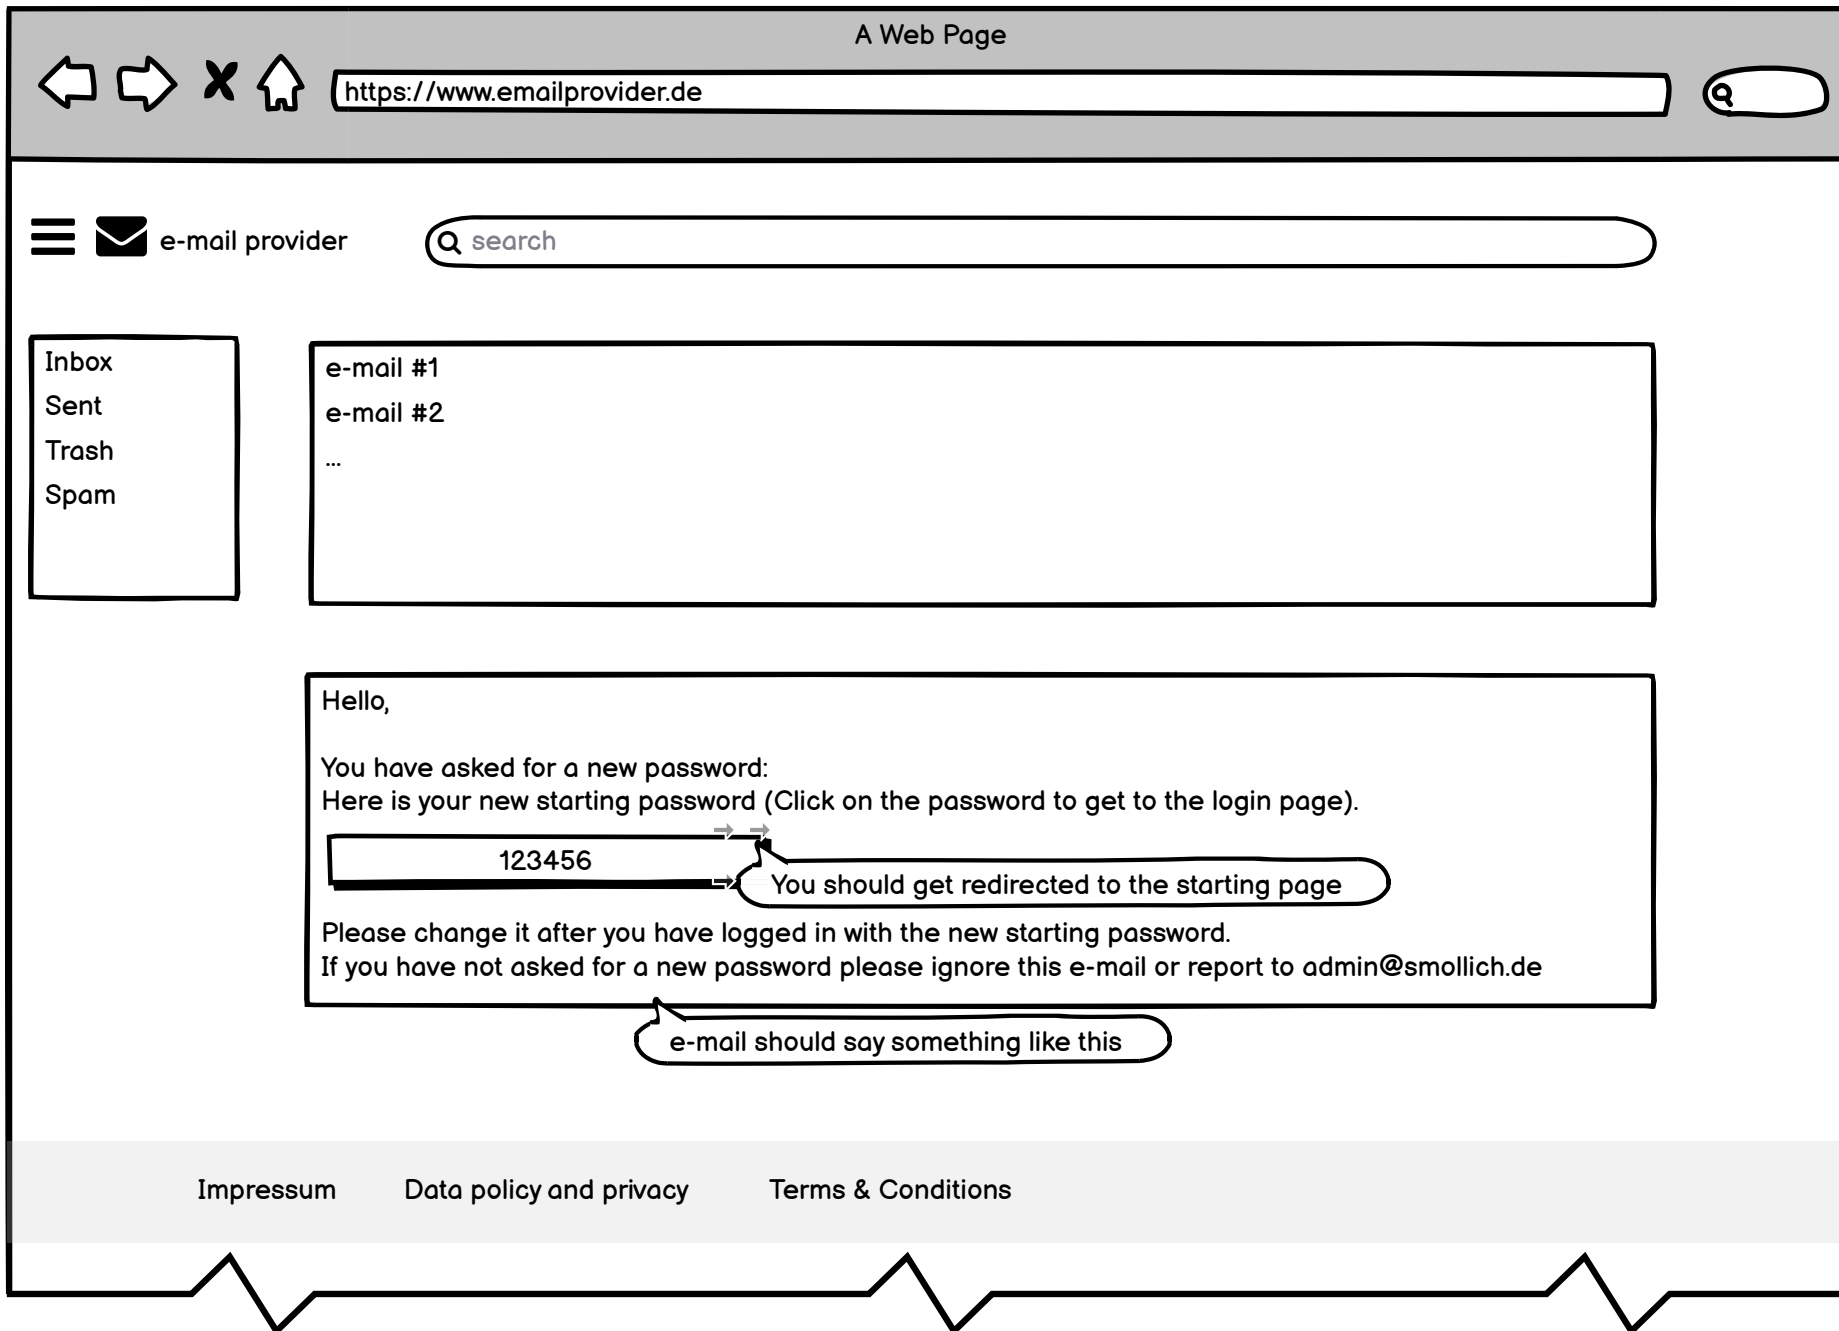 A Web Page
https://www.emailprovider.de
e-mail provider
search
Inbox
Sent
Trash
Spam
e-mail #1
e-mail #2
...
Hello,
You have asked for a new password:
Here is your new starting password (Click on the password to get to the login page).
123456
You should get redirected to the starting page
Please change it after you have logged in with the new starting password.
If you have not asked for a new password please ignore this e-mail or report to admin@smollich.de
e-mail should say something like this
Impressum Data policy and privacy Terms & Conditions